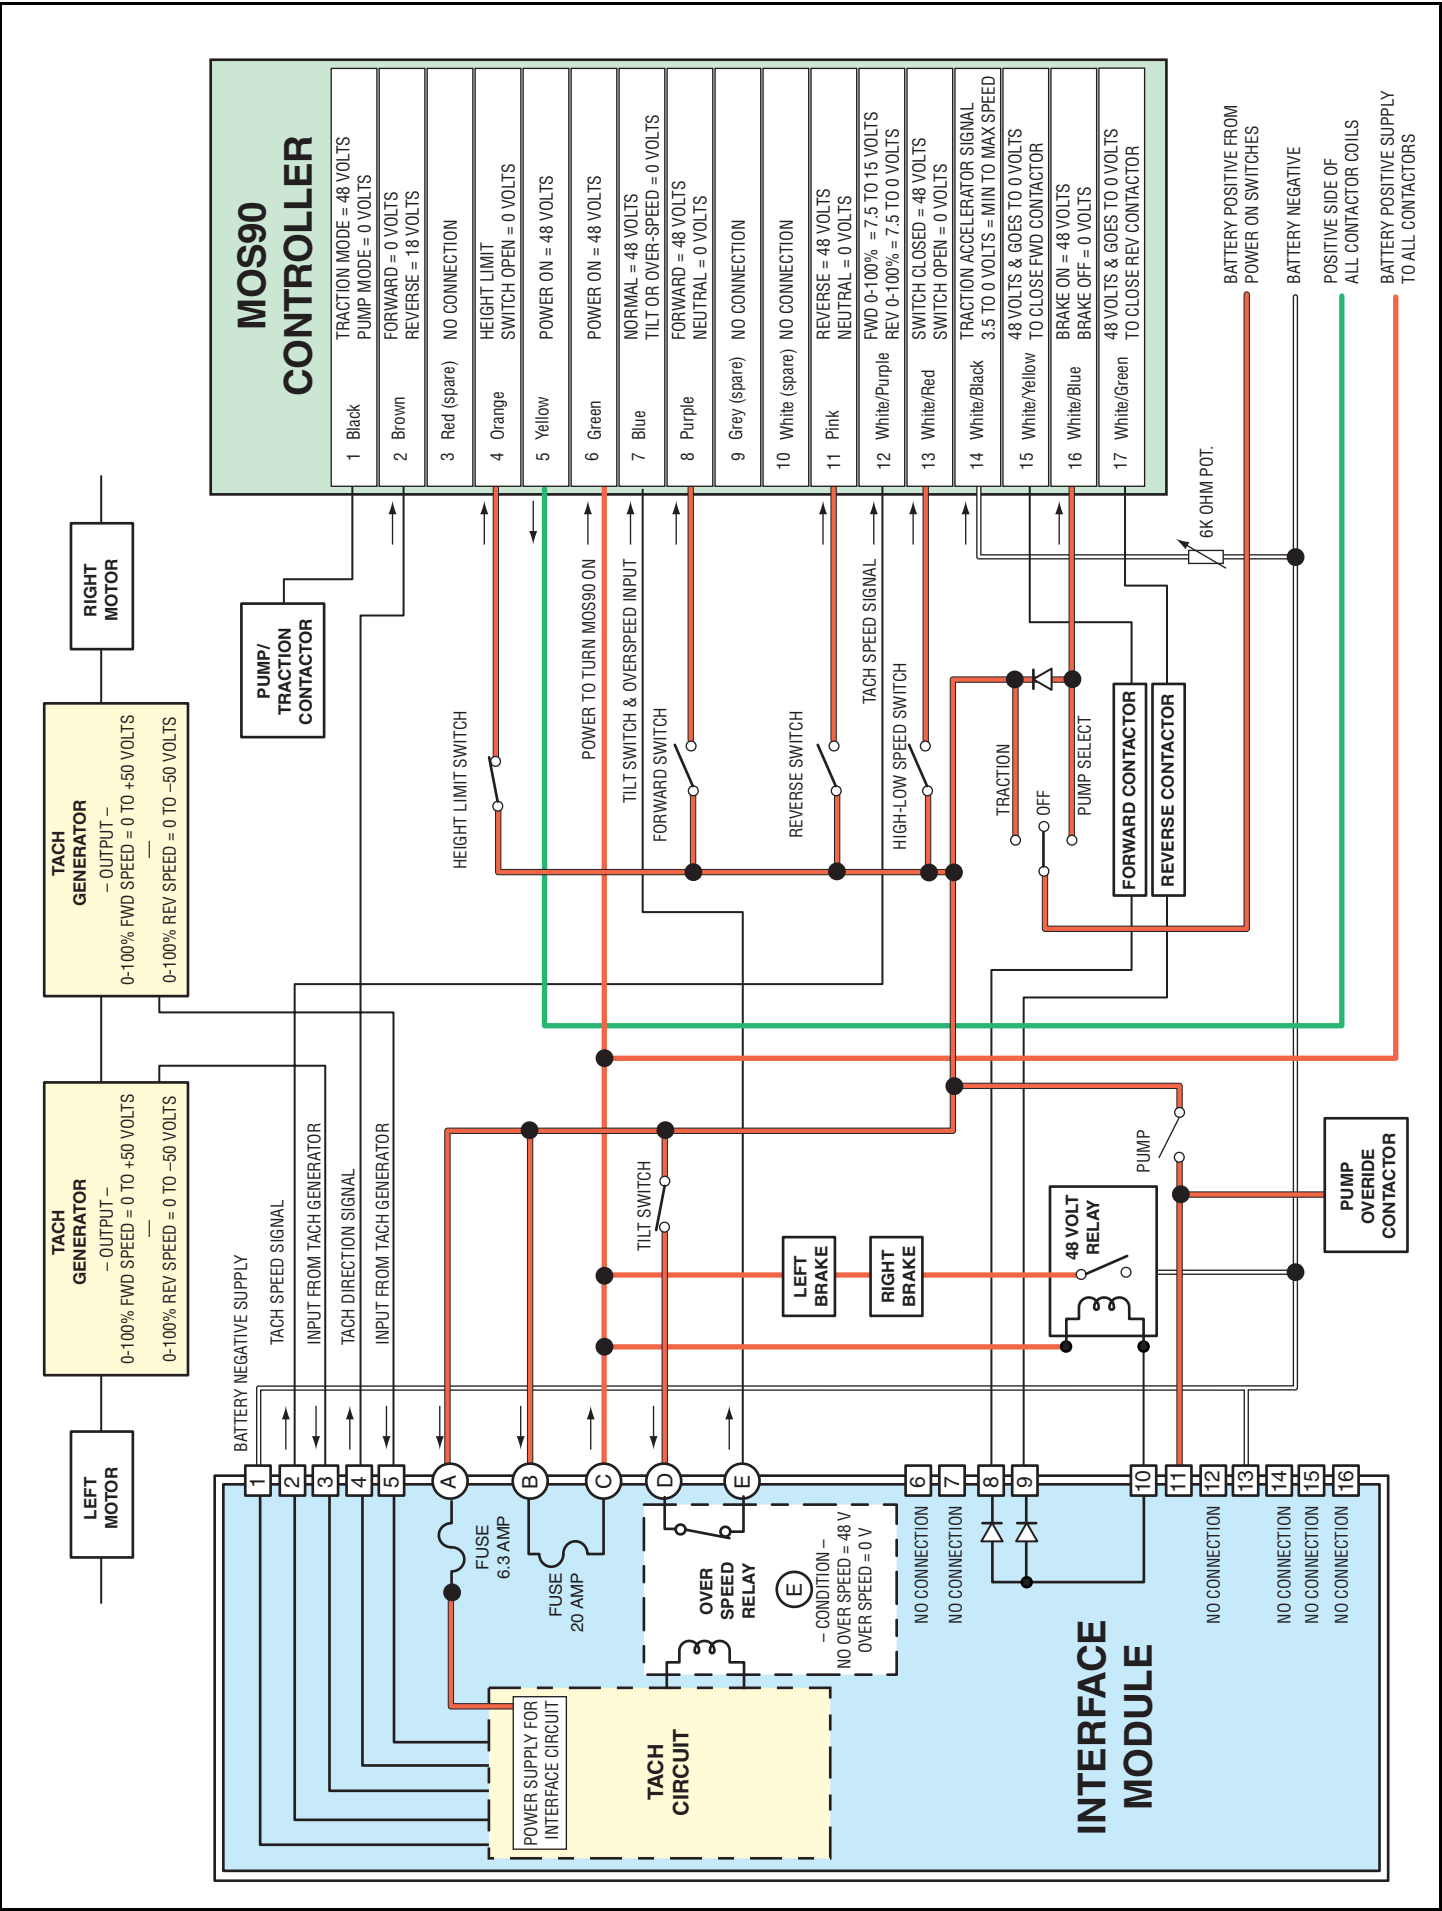 MOS90
CONTROLLER
1 Black TRACTION MODE = 48 VOLTS
PUMP MODE = 0 VOLTS
2 Brown FORWARD = 0 VOLTS
REVERSE = 18 VOLTS
3 Red (spare) NO CONNECTION
4 Orange HEIGHT LIMIT
SWITCH OPEN = 0 VOLTS
5 Yellow POWER ON = 48 VOLTS
6 Green POWER ON = 48 VOLTS
7 Blue NORMAL = 48 VOLTS
TILT OR OVER-SPEED = 0 VOLTS
8 Purple FORWARD = 48 VOLTS
NEUTRAL = 0 VOLTS
9 Grey (spare) NO CONNECTION
10 White (spare) NO CONNECTION
11 Pink REVERSE = 48 VOLTS
NEUTRAL = 0 VOLTS
12 White/Purple FWD 0-100% = 7.5 TO 15 VOLTS
REV 0-100% = 7.5 TO 0 VOLTS
13 White/Red SWITCH CLOSED = 48 VOLTS
SWITCH OPEN = 0 VOLTS
14 White/Black TRACTION ACCELERATOR SIGNAL
3.5 TO 0 VOLTS = MIN TO MAX SPEED
15 White/Yellow 48 VOLTS & GOES TO 0 VOLTS
TO CLOSE FWD CONTACTOR
16 White/Blue BRAKE ON = 48 VOLTS
BRAKE OFF = 0 VOLTS
17 White/Green 48 VOLTS & GOES TO 0 VOLTS
TO CLOSE REV CONTACTOR
BATTERY POSITIVE FROM
POWER ON SWITCHES
BATTERY NEGATIVE
POSITIVE SIDE OF
ALL CONTACTOR COILS
BATTERY POSITIVE SUPPLY
TO ALL CONTACTORS
RIGHT
MOTOR
PUMP/
TRACTION
CONTACTOR
POWER TO TURN MOS90 ON
TILT SWITCH & OVERSPEED INPUT
TACH SPEED SIGNAL
6K OHM POT.
HEIGHT LIMIT SWITCH
FORWARD SWITCH
REVERSE SWITCH
HIGH-LOW SPEED SWITCH
TRACTION
OFF
PUMP SELECT
FORWARD CONTACTOR
REVERSE CONTACTOR
TACH
GENERATOR
– OUTPUT –
0-100% FWD SPEED = 0 TO +50 VOLTS
—
0-100% REV SPEED = 0 TO –50 VOLTS
TACH
GENERATOR
– OUTPUT –
0-100% FWD SPEED = 0 TO +50 VOLTS
—
0-100% REV SPEED = 0 TO –50 VOLTS
LEFT
MOTOR
BATTERY NEGATIVE SUPPLY
TACH SPEED SIGNAL
INPUT FROM TACH GENERATOR
TACH DIRECTION SIGNAL
INPUT FROM TACH GENERATOR
TILT SWITCH
LEFT
BRAKE
RIGHT
BRAKE
48 VOLT
RELAY
PUMP
PUMP
OVERRIDE
CONTACTOR
1
2
3
4
5
A
B
C
D
E
6
7
8
9
10
11
12
13
14
15
16
FUSE
6.3 AMP
FUSE
20 AMP
OVER
SPEED
RELAY
E
– CONDITION –
NO OVER SPEED = 48 V
OVER SPEED = 0 V
NO CONNECTION
NO CONNECTION
NO CONNECTION
NO CONNECTION
NO CONNECTION
NO CONNECTION
POWER SUPPLY FOR
INTERFACE CIRCUIT
TACH
CIRCUIT
INTERFACE
MODULE